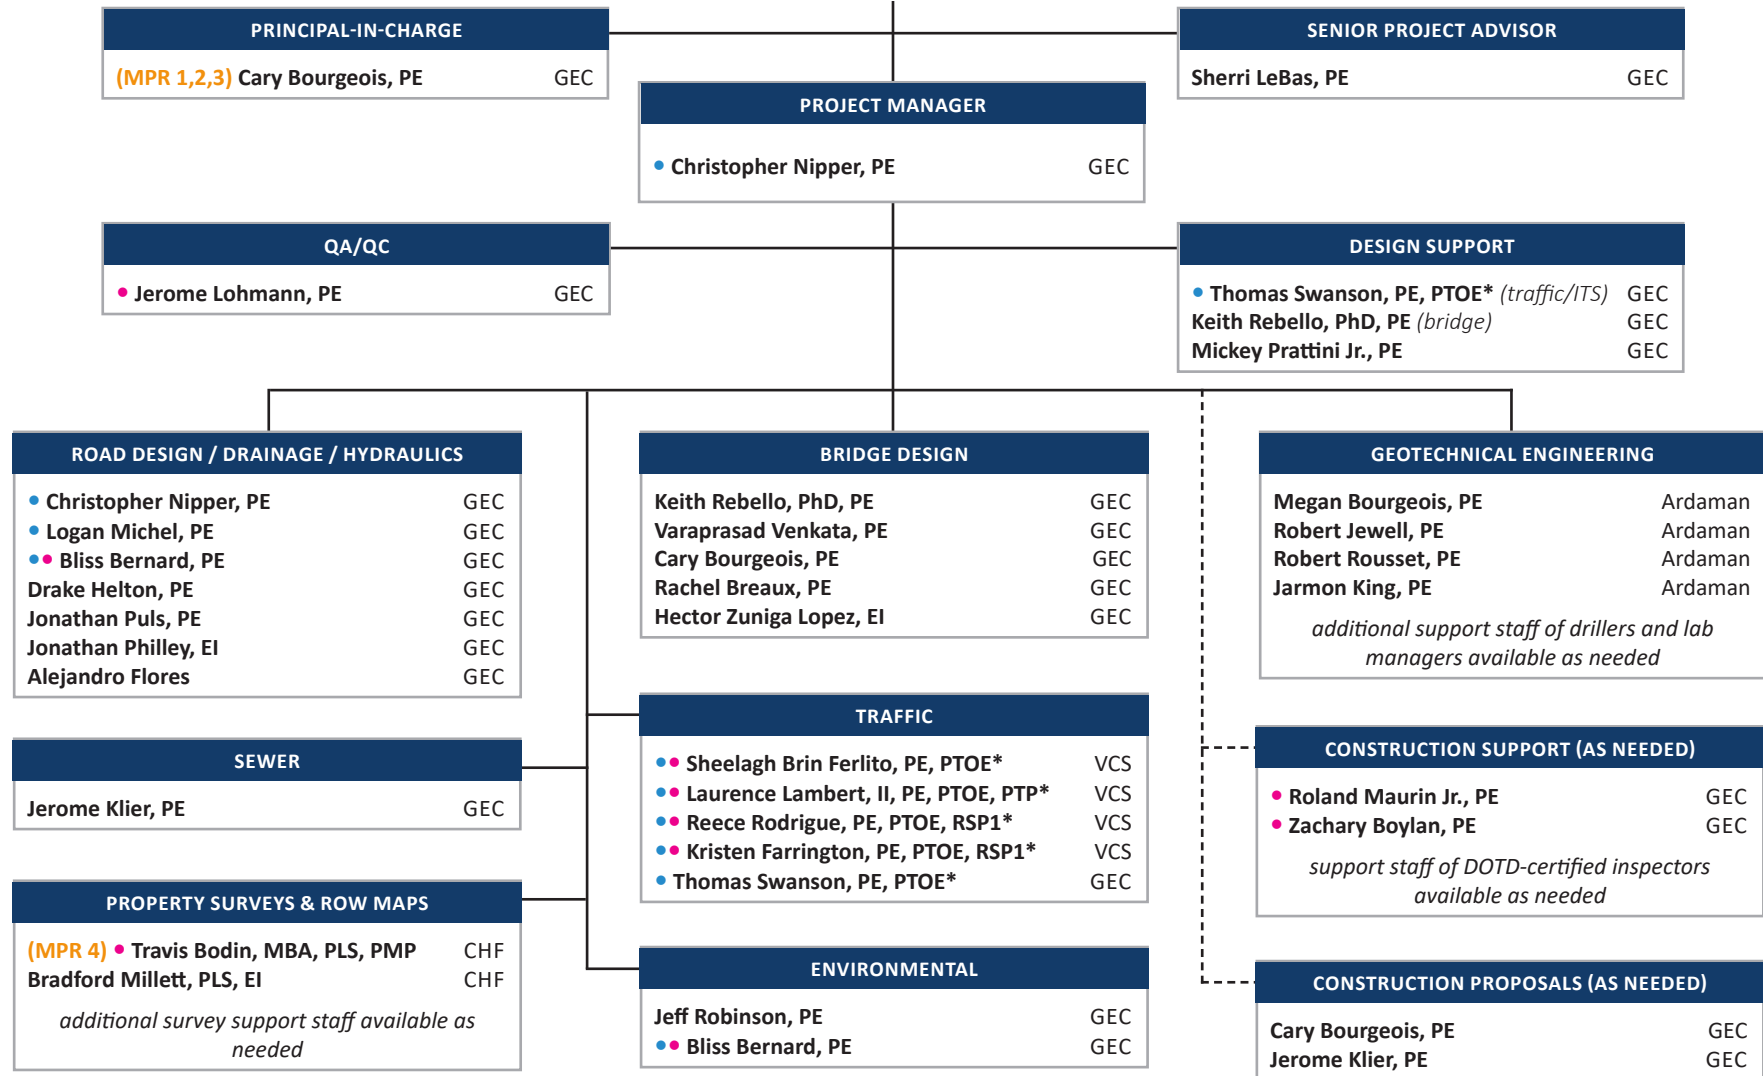 PRINCIPAL-IN-CHARGE
(MPR 1,2,3) Cary Bourgeois, PE GEC
SENIOR PROJECT ADVISOR
Sherri LeBas, PE GEC
PROJECT MANAGER
• Christopher Nipper, PE GEC
QA/QC
• Jerome Lohmann, PE GEC
DESIGN SUPPORT
• Thomas Swanson, PE, PTOE* (traffic/ITS) GEC
Keith Rebello, PhD, PE (bridge) GEC
Mickey Prattini Jr., PE GEC
ROAD DESIGN / DRAINAGE / HYDRAULICS
• Christopher Nipper, PE GEC
• Logan Michel, PE GEC
•• Bliss Bernard, PE GEC
Drake Helton, PE GEC
Jonathan Puls, PE GEC
Jonathan Philley, EI GEC
Alejandro Flores GEC
BRIDGE DESIGN
Keith Rebello, PhD, PE GEC
Varaprasad Venkata, PE GEC
Cary Bourgeois, PE GEC
Rachel Breaux, PE GEC
Hector Zuniga Lopez, EI GEC
GEOTECHNICAL ENGINEERING
Megan Bourgeois, PE Ardaman
Robert Jewell, PE Ardaman
Robert Rousset, PE Ardaman
Jarmon King, PE Ardaman
additional support staff of drillers and lab
managers available as needed
SEWER
Jerome Klier, PE GEC
TRAFFIC
•• Sheelagh Brin Ferlito, PE, PTOE* VCS
•• Laurence Lambert, II, PE, PTOE, PTP* VCS
•• Reece Rodrigue, PE, PTOE, RSP1* VCS
•• Kristen Farrington, PE, PTOE, RSP1* VCS
• Thomas Swanson, PE, PTOE* GEC
CONSTRUCTION SUPPORT (AS NEEDED)
• Roland Maurin Jr., PE GEC
• Zachary Boylan, PE GEC
support staff of DOTD-certified inspectors
available as needed
PROPERTY SURVEYS & ROW MAPS
(MPR 4) • Travis Bodin, MBA, PLS, PMP CHF
Bradford Millett, PLS, EI CHF
additional survey support staff available as
needed
ENVIRONMENTAL
Jeff Robinson, PE GEC
•• Bliss Bernard, PE GEC
CONSTRUCTION PROPOSALS (AS NEEDED)
Cary Bourgeois, PE GEC
Jerome Klier, PE GEC